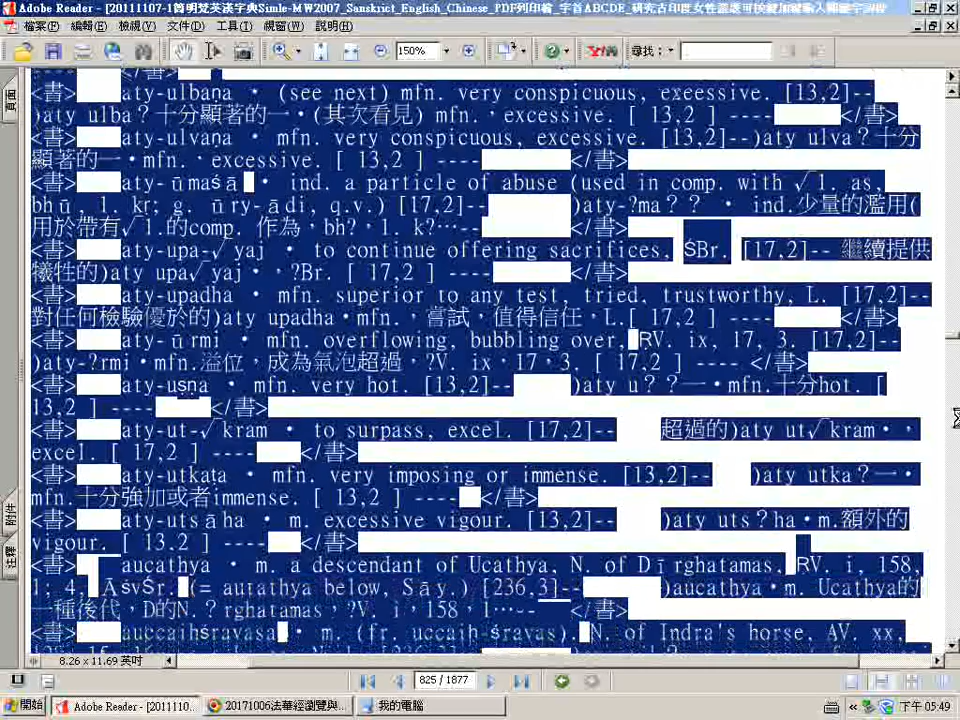 Adobe Reader - [20111107-1簡明梵英漢字典Simle-MW2007_Sanskrict_English_Chinese_PDF列印檔_字首ABCDE_研究古印度女性
檔案(F) 編輯(E) 檢視(V) 文件(D) 工具(T) 視窗(W) 說明(H)
150% 尋找：
頁面
附件
注釋
---- </書>
<書> aty-ulbaṇa • (see next) mfn. very conspicuous, exeessive. [13,2]--
)aty ulba？十分顯著的一•(其次看見) mfn.，excessive. [ 13,2 ] ---- </書>
<書> aty-ulvaṇa • mfn. very conspicuous, excessive. [13,2]--)aty ulva？十分
顯著的一•mfn.，excessive. [ 13,2 ] ---- </書>
<書> aty-ūmaśā • ind. a particle of abuse (used in comp. with √1. as,
bhū, 1. kṛ; g. ūry-ādi, q.v.) [17,2]-- )aty-?ma？？ • ind.少量的濫用(
用於帶有√1.的comp. 作為，bh?，1. k?…-- </書>
<書> aty-upa-√yaj • to continue offering sacrifices, ŚBr. [17,2]-- 繼續提供
犧牲的)aty upa√yaj，?Br. [ 17,2 ] ---- </書>
<書> aty-upadha • mfn. superior to any test, tried, trustworthy, L. [17,2]--
對任何檢驗優於的)aty upadha•mfn.，嘗試，值得信任，L.[ 17,2 ] ---- </書>
<書> aty-ūrmi • mfn. overflowing, bubbling over, RV. ix, 17, 3. [17,2]--
)aty-?rmi•mfn.溢位，成為氣泡超過，?V. ix，17，3. [ 17,2 ] ---- </書>
<書> aty-uṣṇa • mfn. very hot. [13,2]-- )aty u？？一•mfn.十分hot. [
13,2 ] ---- </書>
<書> aty-ut-√kram • to surpass, excel. [17,2]-- 超過的)aty ut√kram•，
excel. [ 17,2 ] ---- </書>
<書> aty-utkaṭa • mfn. very imposing or immense. [13,2]-- )aty utka？一•
mfn.十分強加或者immense. [ 13,2 ] ---- </書>
<書> aty-utsāha • m. excessive vigour. [13,2]-- )aty uts？ha•m.額外的
vigour. [ 13,2 ] ---- </書>
<書> aucathya • m. a descendant of Ucathya, N. of Dīrghatamas, RV. i, 158,
1; 4, ĀśvŚr. (= autathya below, Sāy.) [236,3]-- )aucathya•m. Ucathya的
一種後代，D的N.？rghatamas，?V. i，158，1…-- </書>
<書> auccaiḥśravasa • m. (fr. uccaiḥ-śravas), N. of Indra's horse, AV. xx,
8.26 x 11.69 英吋
825 / 1877
開始 Adobe Reader - [201110... 20171006法華經瀏覽與... 我的電腦 下午 05:49